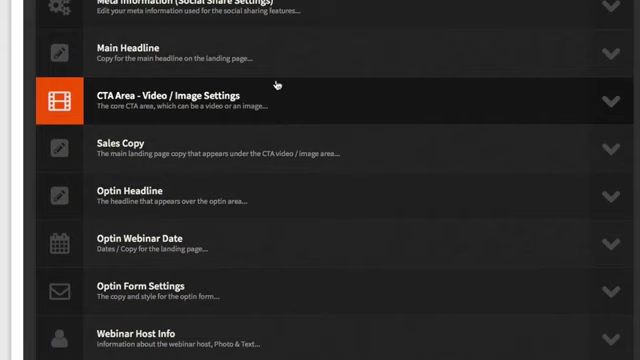 Meta Information (Social Share Settings)
Edit your meta information used for the social sharing features...
Main Headline
Copy for the main headline on the landing page...
CTA Area - Video / Image Settings
The core CTA area, which can be a video or an image...
Sales Copy
The main landing page copy that appears under the CTA video / image area...
Optin Headline
The headline that appears over the optin area...
Optin Webinar Date
Dates / Copy for the landing page...
Optin Form Settings
The copy and style for the optin form...
Webinar Host Info
Information about the webinar host, Photo & Text...